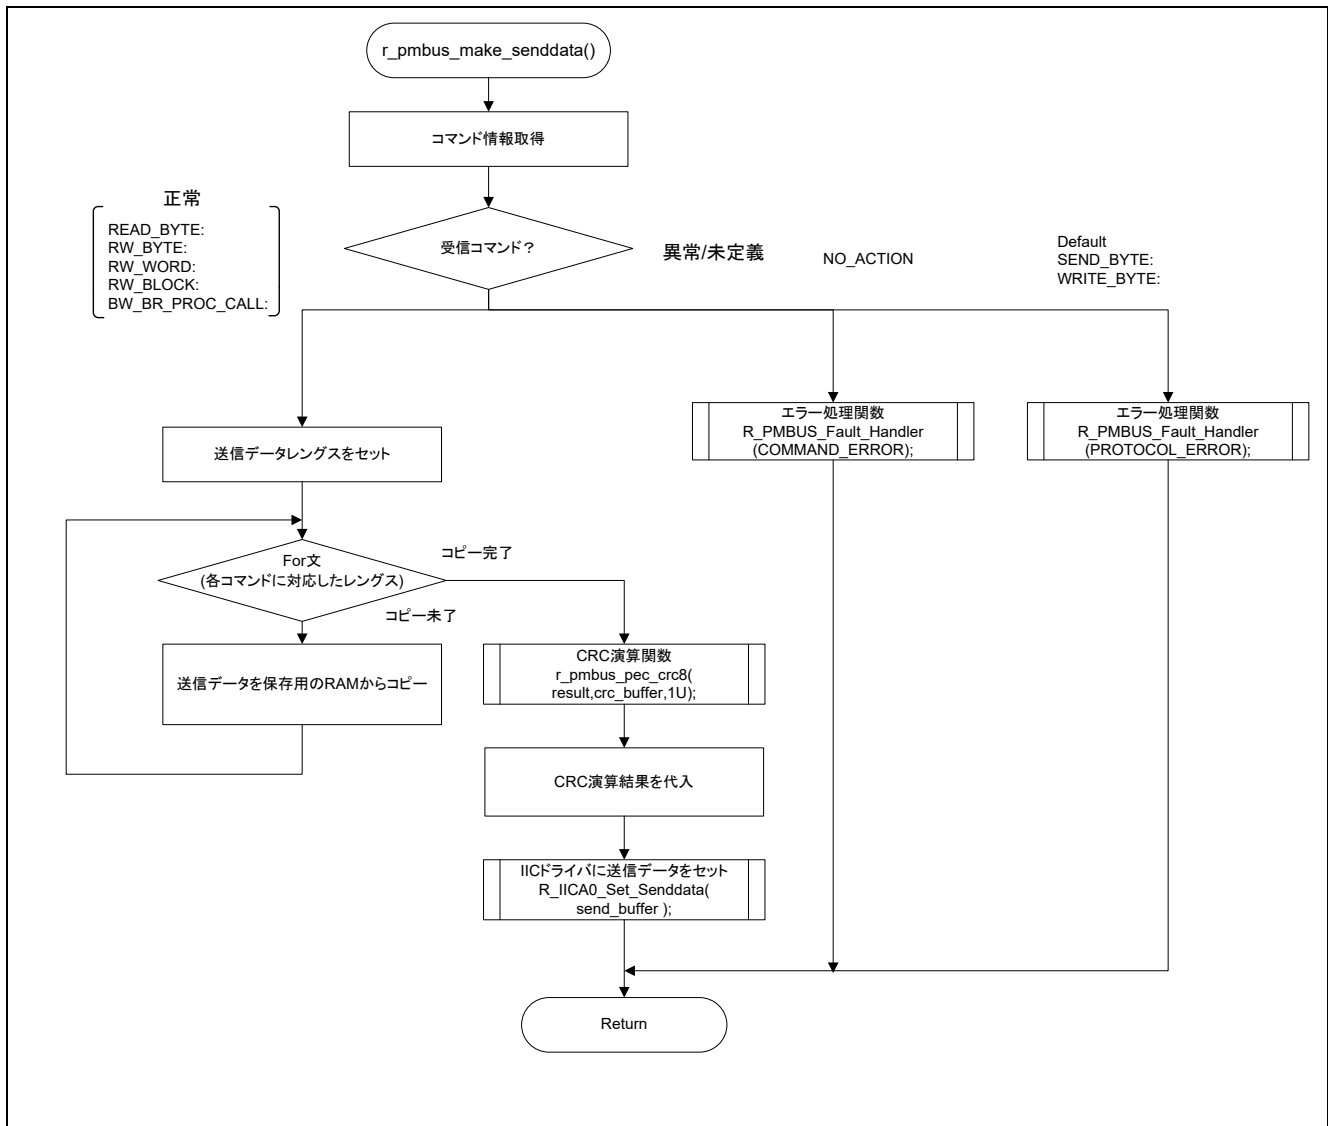 r_pmbus_make_senddata()
コマンド情報取得
正常
READ_BYTE:
RW_BYTE:
RW_WORD:
RW_BLOCK:
BW_BR_PROC_CALL:
受信コマンド？
異常/未定義
NO_ACTION
Default
SEND_BYTE:
WRITE_BYTE:
エラー処理関数
R_PMBUS_Fault_Handler
(COMMAND_ERROR);
エラー処理関数
R_PMBUS_Fault_Handler
(PROTOCOL_ERROR);
送信データレングスをセット
For文
(各コマンドに対応したレングス)
コピー完了
コピー未了
送信データを保存用のRAMからコピー
CRC演算関数
r_pmbus_pec_crc8(
result,crc_buffer,1U);
CRC演算結果を代入
IICドライバに送信データをセット
R_IICA0_Set_Senddata(
send_buffer );
Return